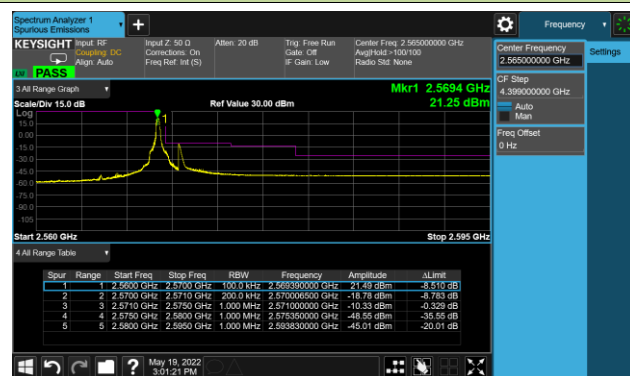 Spectrum Analyzer 1
Spurious Emissions
Frequency
KEYSIGHT
Input: RF
Coupling: DC
Align: Auto
Input Z: 50 Ω
Corrections: On
Freq Ref: Int (S)
Atten: 20 dB
Trig: Free Run
Gate: Off
IF Gain: Low
Center Freq: 2.565000000 GHz
Avg|Hold:>100/100
Radio Std: None
PASS
Center Frequency
2.565000000 GHz
Settings
CF Step
4.399000000 GHz
Auto
Man
Freq Offset
0 Hz
3 All Range Graph
Mkr1 2.5694 GHz
21.25 dBm
Scale/Div 15.0 dB
Ref Value 30.00 dBm
Log
15.0
0.00
-15.0
-30.0
-45.0
-60.0
-75.0
-90.0
-105
1
Start 2.560 GHz
Stop 2.595 GHz
4 All Range Table
Spur Range Start Freq Stop Freq RBW Frequency Amplitude ΔLimit
1 1 2.5600 GHz 2.5700 GHz 100.0 kHz 2.569390000 GHz 21.49 dBm -8.510 dB
2 2 2.5700 GHz 2.5710 GHz 200.0 kHz 2.570006500 GHz -18.78 dBm -8.783 dB
3 3 2.5710 GHz 2.5750 GHz 1.000 MHz 2.571000000 GHz -10.33 dBm -0.329 dB
4 4 2.5750 GHz 2.5800 GHz 1.000 MHz 2.575350000 GHz -48.55 dBm -35.55 dB
5 5 2.5800 GHz 2.5950 GHz 1.000 MHz 2.593830000 GHz -45.01 dBm -20.01 dB
May 19, 2022
3:01:21 PM